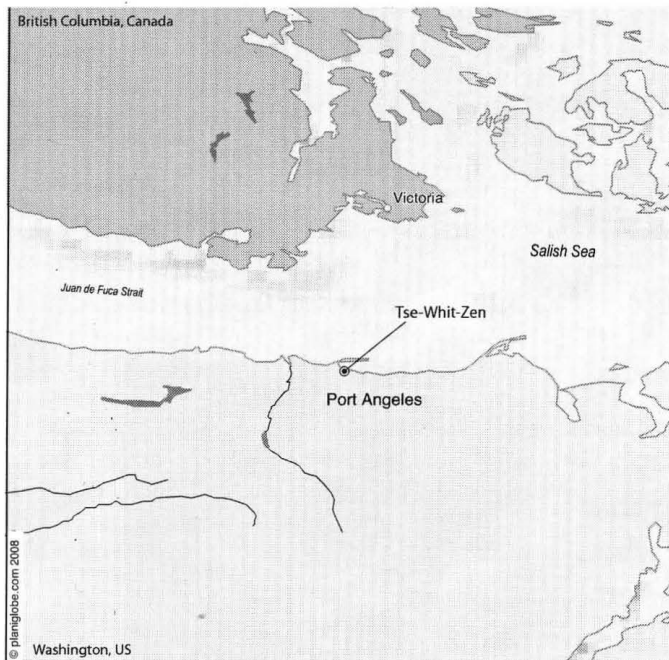 British Columbia, Canada
Victoria
Salish Sea
Juan de Fuca Strait
Tse-Whit-Zen
Port Angeles
© planiglobe.com 2008
Washington, US